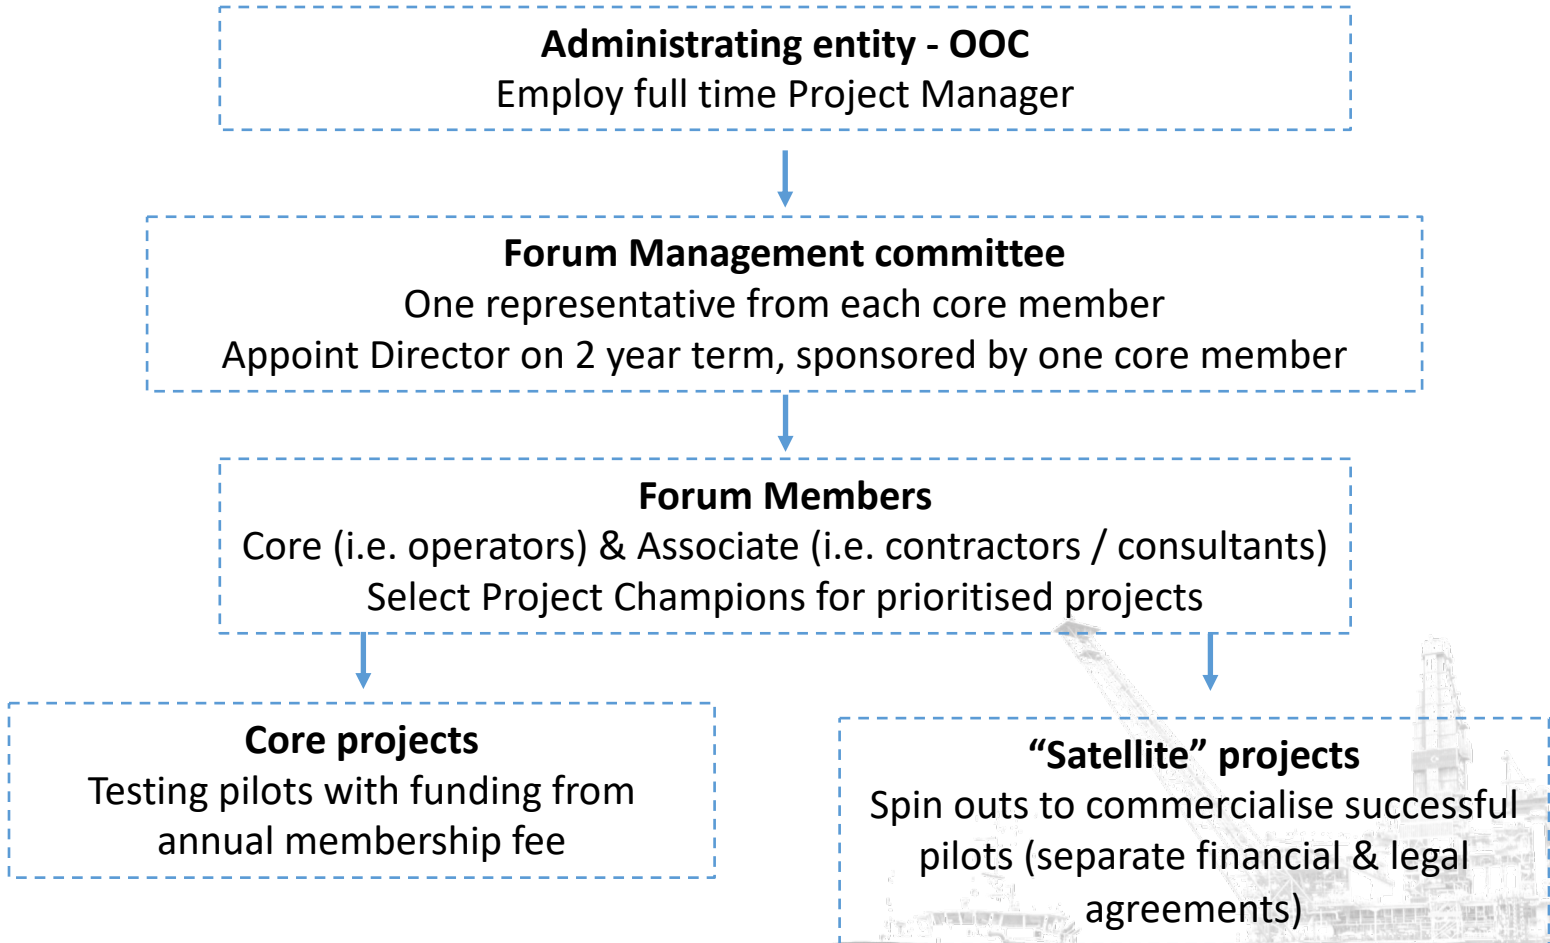 Administrating entity - OOC
Employ full time Project Manager
Forum Management committee
One representative from each core member
Appoint Director on 2 year term, sponsored by one core member
Forum Members
Core (i.e. operators) & Associate (i.e. contractors / consultants)
Select Project Champions for prioritised projects
Core projects
Testing pilots with funding from
annual membership fee
“Satellite” projects
Spin outs to commercialise successful
pilots (separate financial & legal
agreements)